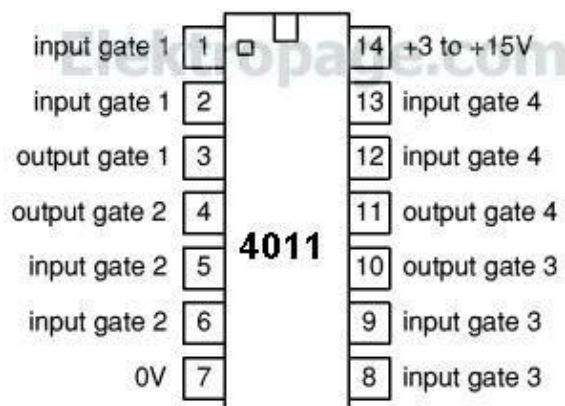 Elektropage.com
input gate 1 1 14 +3 to +15V
input gate 1 2 13 input gate 4
output gate 1 3 12 input gate 4
output gate 2 4 11 output gate 4
4011
input gate 2 5 10 output gate 3
input gate 2 6 9 input gate 3
0V 7 8 input gate 3